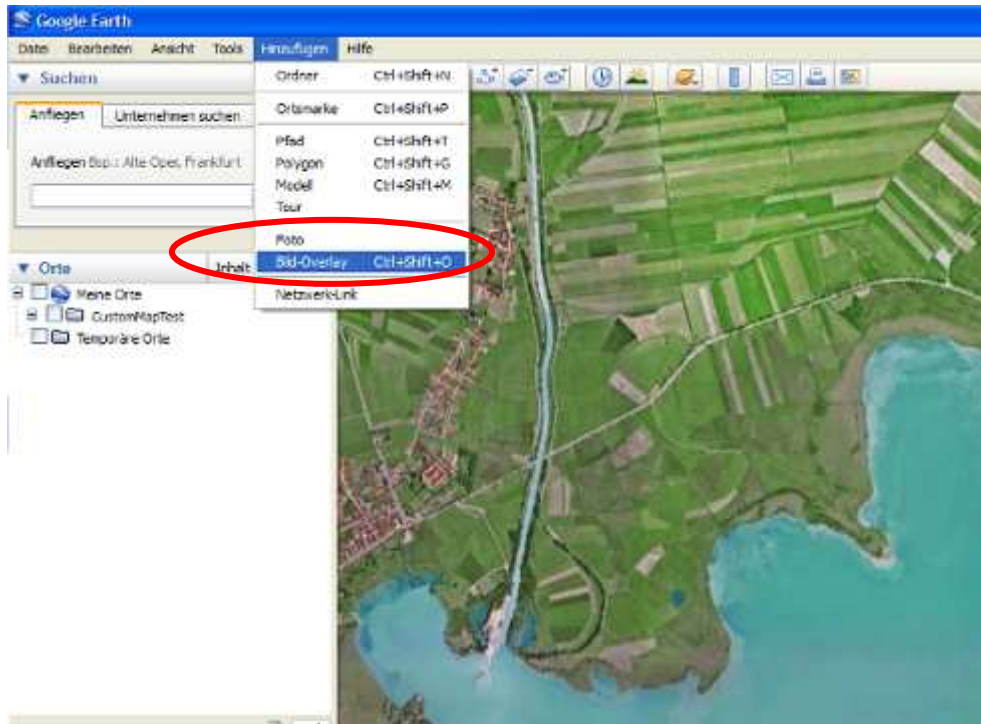 Google Earth
Datei Bearbeiten Ansicht Tools Hinzufügen Hilfe
Suchen
Anfliegen Unternehmen suchen
Anfliegen Bsp.: Alte Oper, Frankfurt
Ordner Ctrl+Shift+N
Ortsmarke Ctrl+Shift+P
Pfad Ctrl+Shift+T
Polygon Ctrl+Shift+G
Modell Ctrl+Shift+M
Tour
Foto
Bild-Overlay Ctrl+Shift+O
Netzwerk-Link
Orte Inhalt
Meine Orte
CustomMapTest
Temporäre Orte